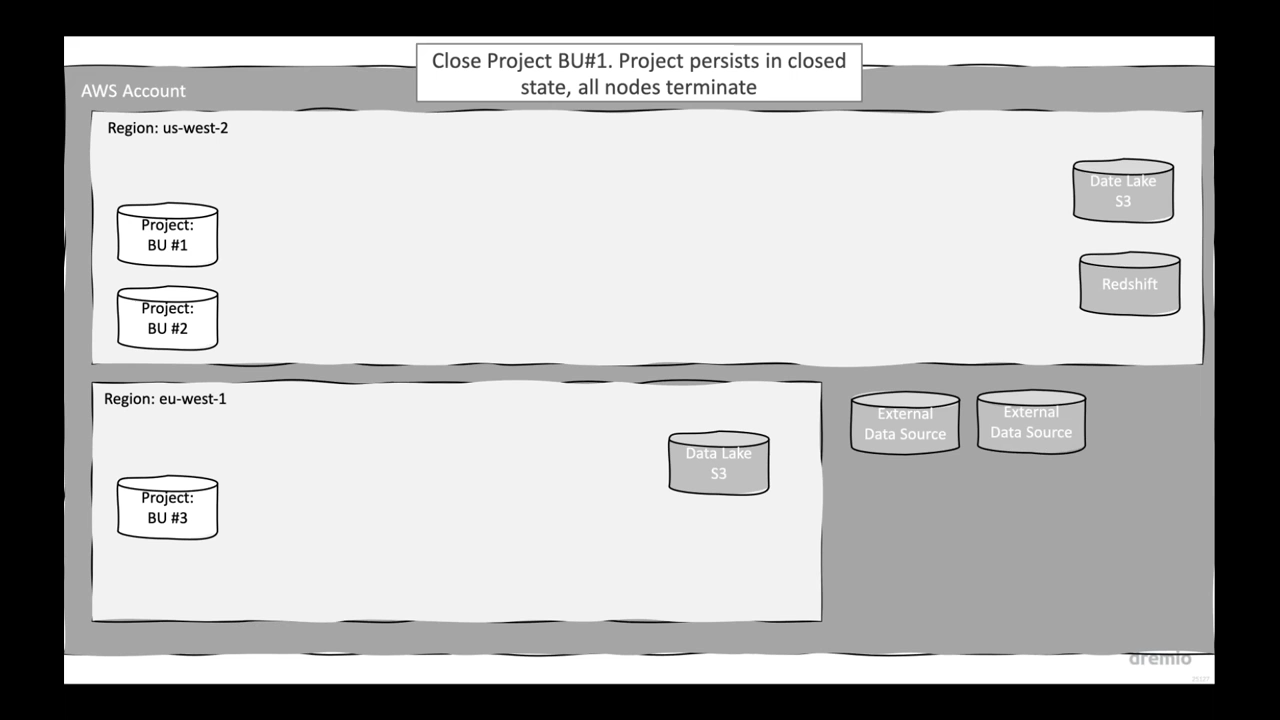 Close Project BU#1. Project persists in closed
state, all nodes terminate
AWS Account
Region: us-west-2
Date Lake
S3
Project:
BU #1
Redshift
Project:
BU #2
Region: eu-west-1
External
Data Source
External
Data Source
Data Lake
S3
Project:
BU #3
dremio